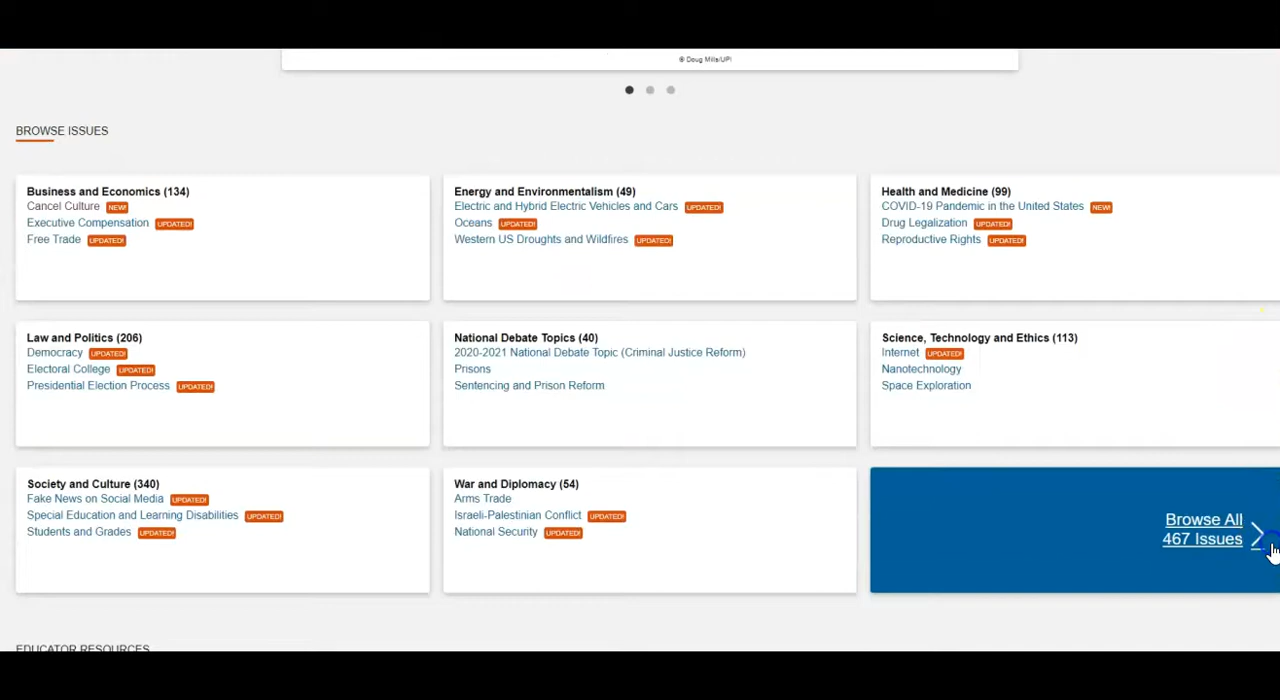 © Doug Mills/UPI
BROWSE ISSUES
Business and Economics (134)
Cancel Culture NEW!
Executive Compensation UPDATED!
Free Trade UPDATED!
Energy and Environmentalism (49)
Electric and Hybrid Electric Vehicles and Cars UPDATED!
Oceans UPDATED!
Western US Droughts and Wildfires UPDATED!
Health and Medicine (99)
COVID-19 Pandemic in the United States NEW!
Drug Legalization UPDATED!
Reproductive Rights UPDATED!
Law and Politics (206)
Democracy UPDATED!
Electoral College UPDATED!
Presidential Election Process UPDATED!
National Debate Topics (40)
2020-2021 National Debate Topic (Criminal Justice Reform)
Prisons
Sentencing and Prison Reform
Science, Technology and Ethics (113)
Internet UPDATED!
Nanotechnology
Space Exploration
Society and Culture (340)
Fake News on Social Media UPDATED!
Special Education and Learning Disabilities UPDATED!
Students and Grades UPDATED!
War and Diplomacy (54)
Arms Trade
Israeli-Palestinian Conflict UPDATED!
National Security UPDATED!
Browse All
467 Issues
EDUCATOR RESOURCES